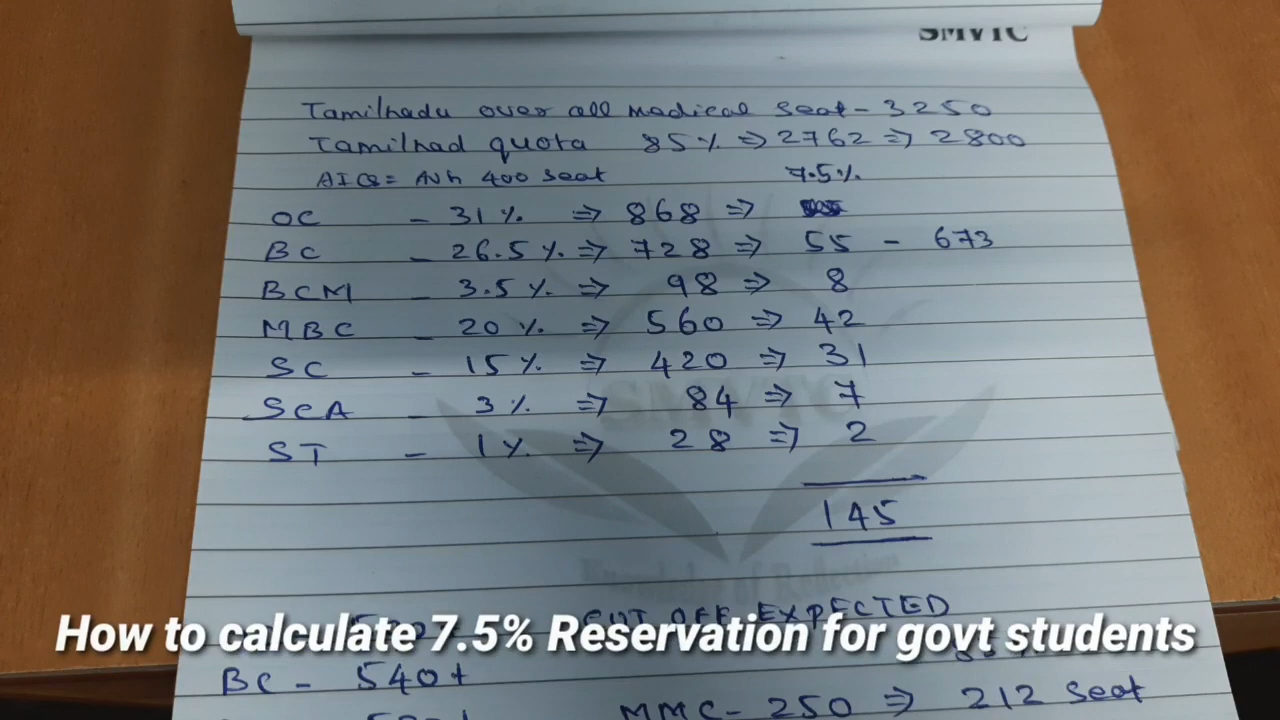 SMVTC
Tamilnadu over all medical seat - 3250
Tamilnad quota 85% ⇒ 2762 ⇒ 2800
AIQ = 400 seat 7.5%
OC - 31% ⇒ 868 ⇒
BC - 26.5% ⇒ 728 ⇒ 55 - 673
BCM - 3.5% ⇒ 98 ⇒ 8
MBC - 20% ⇒ 560 ⇒ 42
SC - 15% ⇒ 420 ⇒ 31
SCA - 3% ⇒ 84 ⇒ 7
ST - 1% ⇒ 28 ⇒ 2
SMVTC
145
CUT OFF EXPECTED
How to calculate 7.5% Reservation for govt students
BC - 540+
MMC - 250 ⇒ 212 Seat